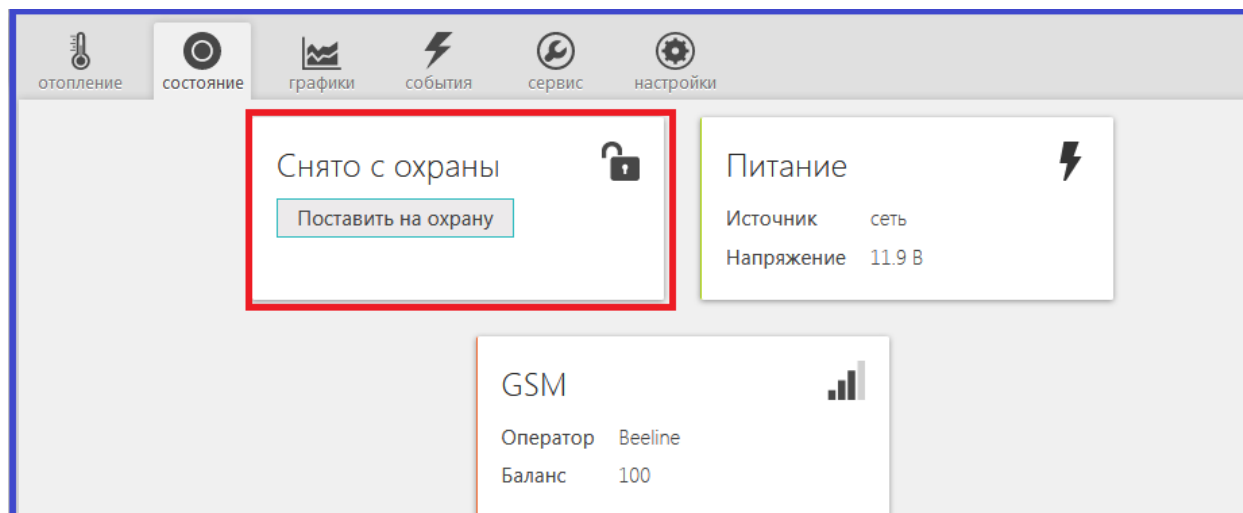 отопление
состояние
графики
события
сервис
настройки
Снято с охраны
Поставить на охрану
Питание
Источник сеть
Напряжение 11.9 В
GSM
Оператор Beeline
Баланс 100